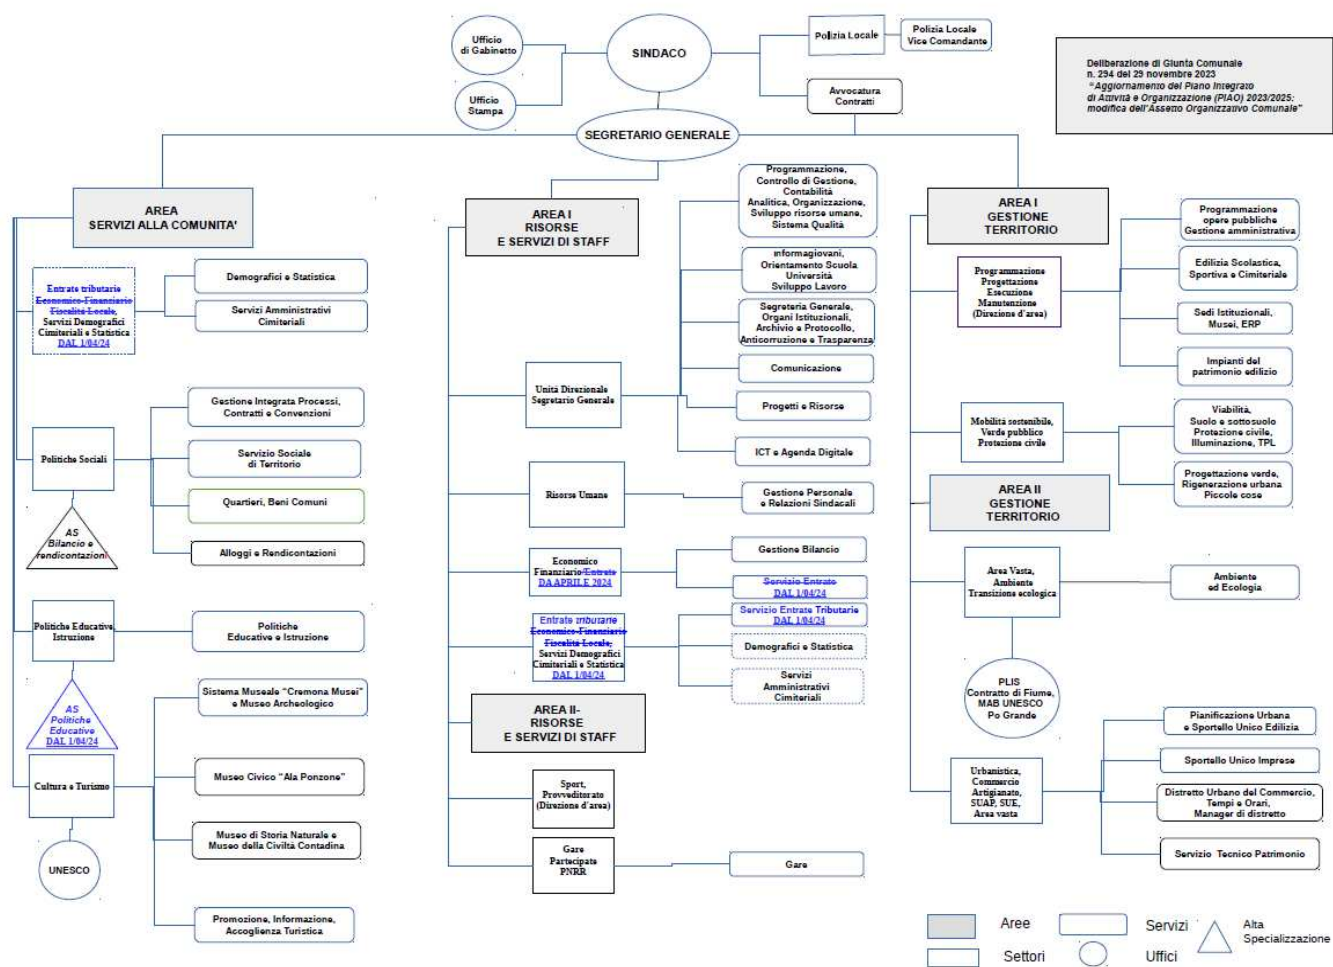 Ufficio
di Gabinetto
SINDACO
Polizia Locale
Polizia Locale
Vice Comandante
Ufficio
Stampa
Avvocatura
Contratti
Deliberazione di Giunta Comunale
n. 294 del 29 novembre 2023
"Aggiornamento del Piano Integrato
di Attività e Organizzazione (PIAO) 2023/2025:
modifica dell'Assetto Organizzativo Comunale"
SEGRETARIO GENERALE
AREA
SERVIZI ALLA COMUNITA'
Entrate tributarie
Economico-Finanziario
Fiscalità Locale,
Servizi Demografici
Cimiteriali e Statistica
DAL 1/04/24
Demografici e Statistica
Servizi Amministrativi
Cimiteriali
Politiche Sociali
Gestione Integrata Processi,
Contratti e Convenzioni
Servizio Sociale
di Territorio
Quartieri, Beni Comuni
Alloggi e Rendicontazioni
AS
Bilancio e
rendicontazioni
Politiche Educative,
Istruzione
Politiche
Educative e Istruzione
AS
Politiche
Educative
DAL 1/04/24
Cultura e Turismo
Sistema Museale "Cremona Musei"
e Museo Archeologico
Museo Civico "Ala Ponzone"
Museo di Storia Naturale e
Museo della Civiltà Contadina
Promozione, Informazione,
Accoglienza Turistica
UNESCO
AREA I
RISORSE
E SERVIZI DI STAFF
Unità Direzionale
Segretario Generale
Programmazione,
Controllo di Gestione,
Contabilità
Analitica, Organizzazione,
Sviluppo risorse umane,
Sistema Qualità
Informagiovani,
Orientamento Scuola
Università
Sviluppo Lavoro
Segreteria Generale,
Organi Istituzionali,
Archivio e Protocollo,
Anticorruzione e Trasparenza
Comunicazione
Progetti e Risorse
ICT e Agenda Digitale
Risorse Umane
Gestione Personale
e Relazioni Sindacali
Economico
Finanziario/Entrate
DA APRILE 2024
Gestione Bilancio
Servizio Entrate
DAL 1/04/24
Entrate tributarie
Economico-Finanziario
Fiscalità Locale,
Servizi Demografici
Cimiteriali e Statistica
DAL 1/04/24
Servizio Entrate Tributarie
DAL 1/04/24
Demografici e Statistica
Servizi
Amministrativi
Cimiteriali
AREA II-
RISORSE
E SERVIZI DI STAFF
Sport,
Provveditorato
(Direzione d'area)
Gare
Partecipate
PNRR
Gare
AREA I
GESTIONE
TERRITORIO
Programmazione
Progettazione
Esecuzione
Manutenzione
(Direzione d'area)
Programmazione
opere pubbliche
Gestione amministrativa
Edilizia Scolastica,
Sportiva e Cimiteriale
Sedi Istituzionali,
Musei, ERP
Impianti del
patrimonio edilizio
Mobilità sostenibile,
Verde pubblico
Protezione civile
Viabilità,
Suolo e sottosuolo
Protezione civile,
Illuminazione, TPL
Progettazione verde,
Rigenerazione urbana
Piccole cose
AREA II
GESTIONE
TERRITORIO
Area Vasta,
Ambiente
Transizione ecologica
Ambiente
ed Ecologia
PLIS
Contratto di Fiume,
MAB UNESCO
Po Grande
Urbanistica,
Commercio
Artigianato,
SUAP, SUE,
Area vasta
Pianificazione Urbana
e Sportello Unico Edilizia
Sportello Unico Imprese
Distretto Urbano del Commercio,
Tempi e Orari,
Manager di distretto
Servizio Tecnico Patrimonio
Aree
Servizi
Alta
Specializzazione
Settori
Uffici